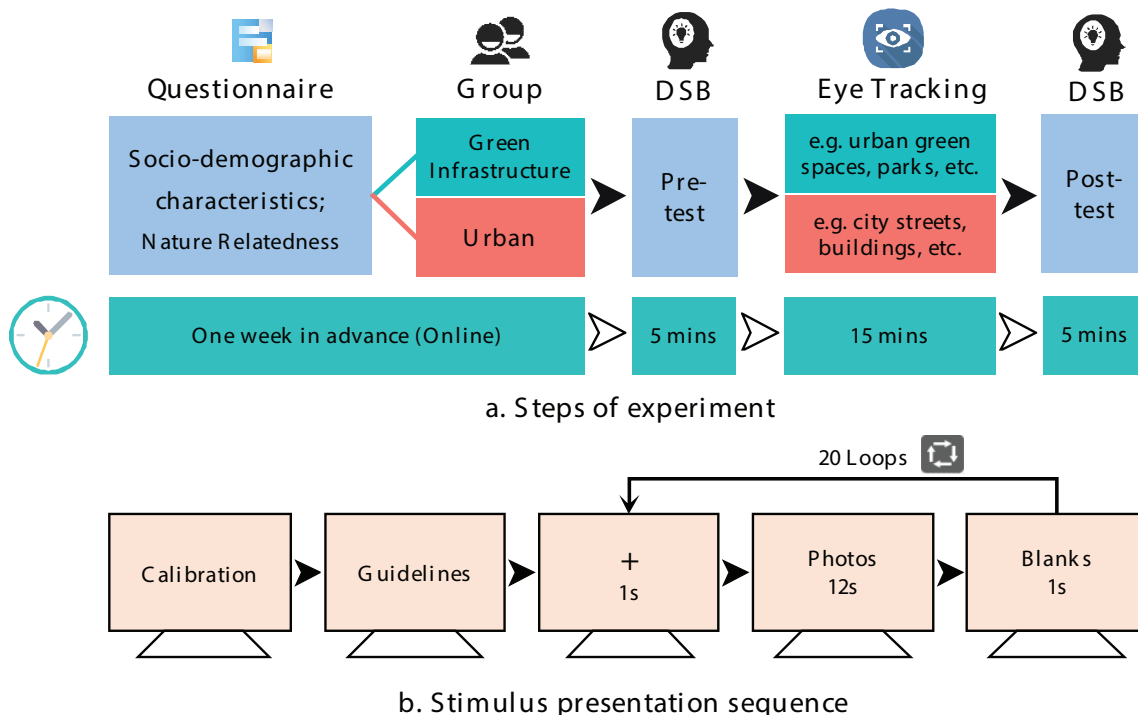 Questionnaire
Group
DSB
Eye Tracking
DSB
Socio-demographic
characteristics;
Nature Relatedness
Green
Infrastructure
Urban
Pre-
test
e.g. urban green
spaces, parks, etc.
e.g. city streets,
buildings, etc.
Post-
test
One week in advance (Online)
5 mins
15 mins
5 mins
a. Steps of experiment
20 Loops
Calibration
Guidelines
+
1s
Photos
12s
Blanks
1s
b. Stimulus presentation sequence